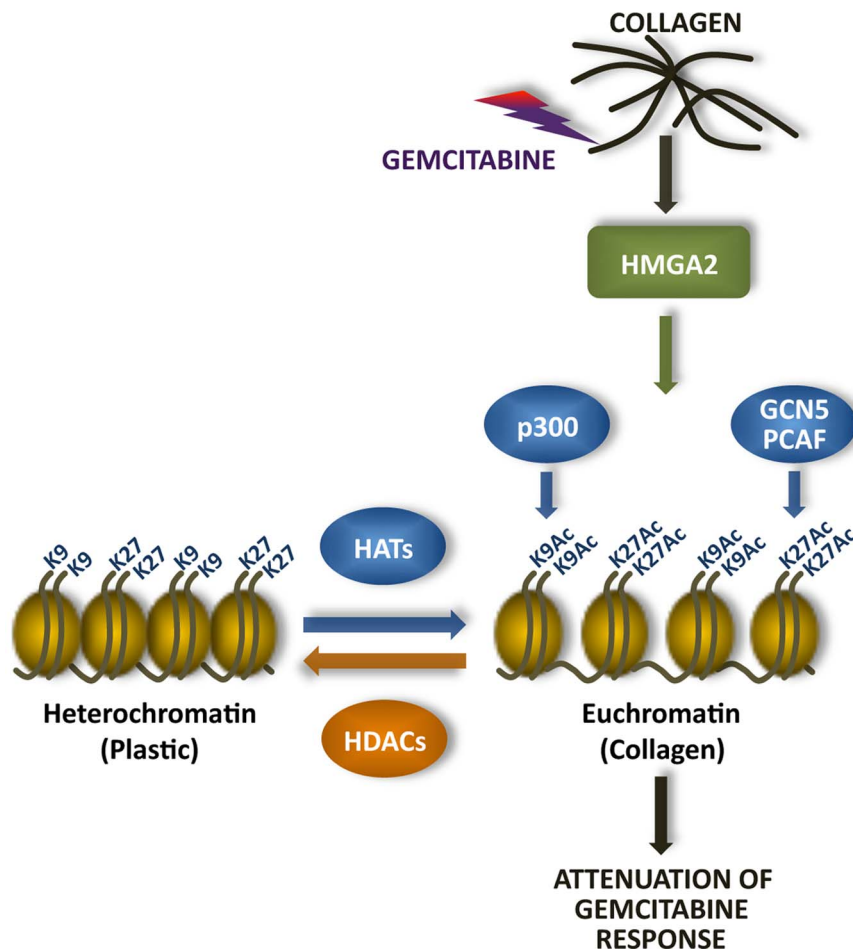 COLLAGEN
GEMCITABINE
HMGA2
p300
GCN5
PCAF
HATs
K9
K9
K27
K27
K9
K9
K27
K27
K9Ac
K9Ac
K27Ac
K27Ac
K9Ac
K9Ac
K27Ac
K27Ac
Heterochromatin
(Plastic)
HDACs
Euchromatin
(Collagen)
ATTENUATION OF
GEMCITABINE
RESPONSE